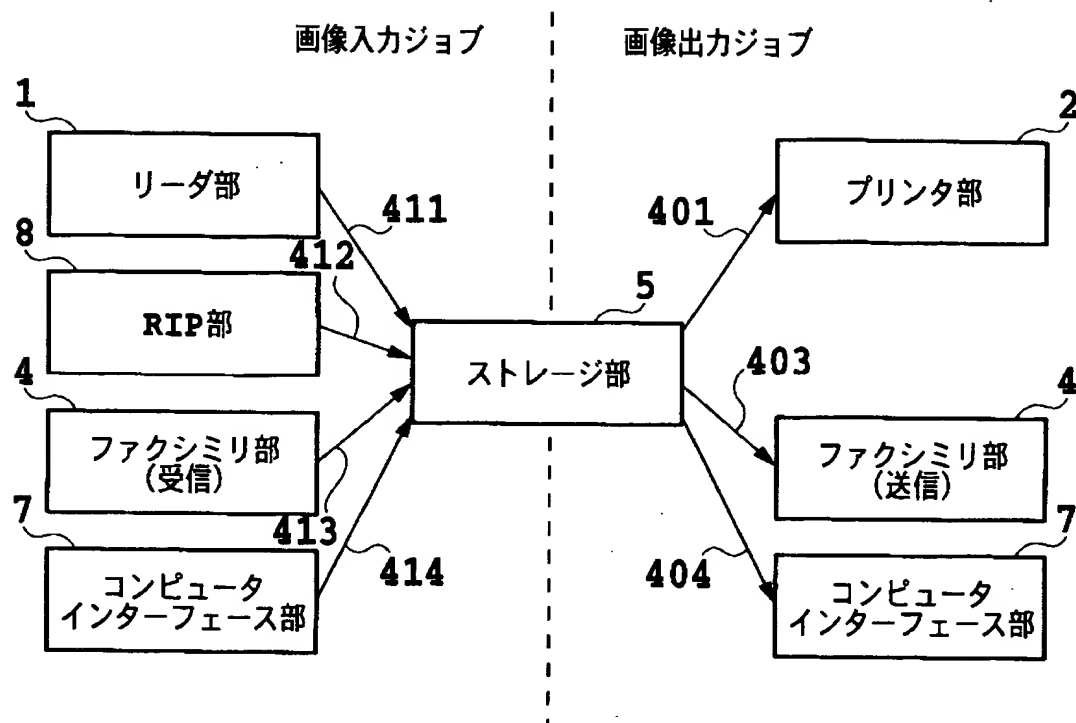 画像入力ジョブ
画像出力ジョブ
1
リーダ部
411
8
412
RIP部
4
ファクシミリ部
(受信)
413
7
コンピュータ
インターフェース部
414
5
ストレージ部
2
プリンタ部
401
403
4
ファクシミリ部
(送信)
404
7
コンピュータ
インターフェース部